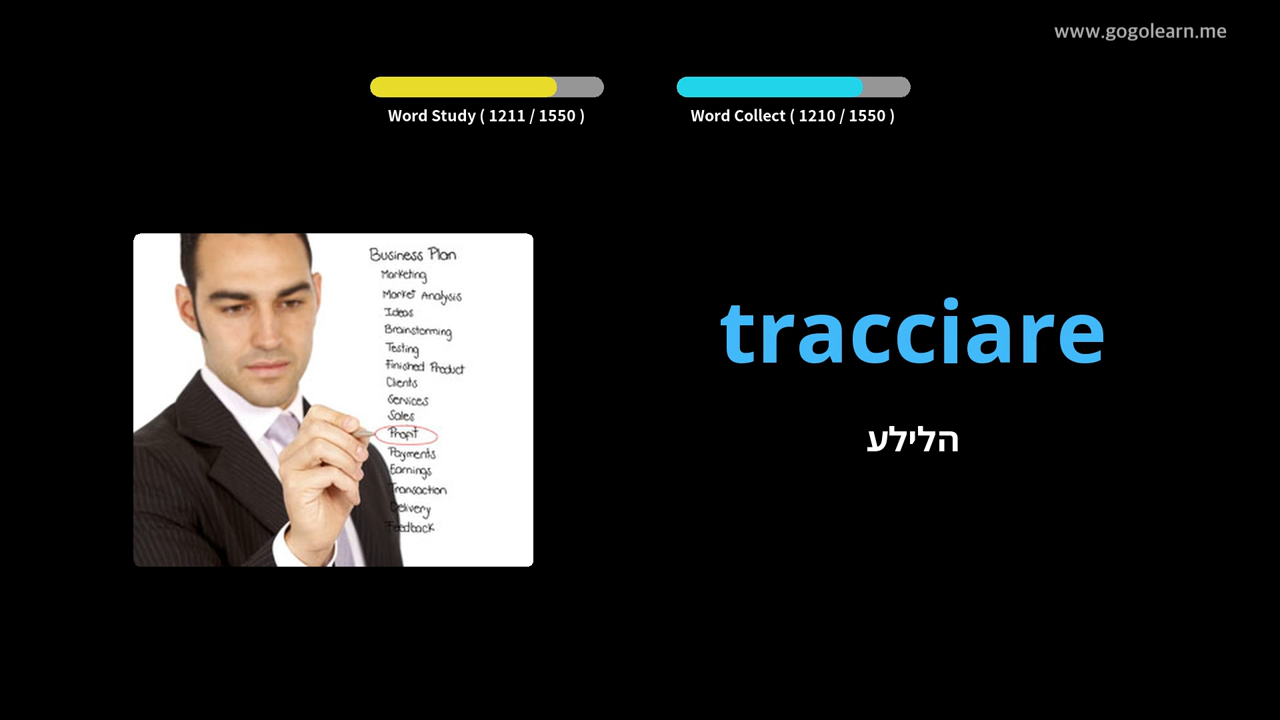 www.gogolearn.me
Word Study ( 1211 / 1550 )
Word Collect ( 1210 / 1550 )
Business Plan
Marketing
Market Analysis
Ideas
Brainstorming
Testing
Finished Product
Clients
Services
Sales
Profit
Payments
Earnings
Transaction
Delivery
Feedback
tracciare
הלילע